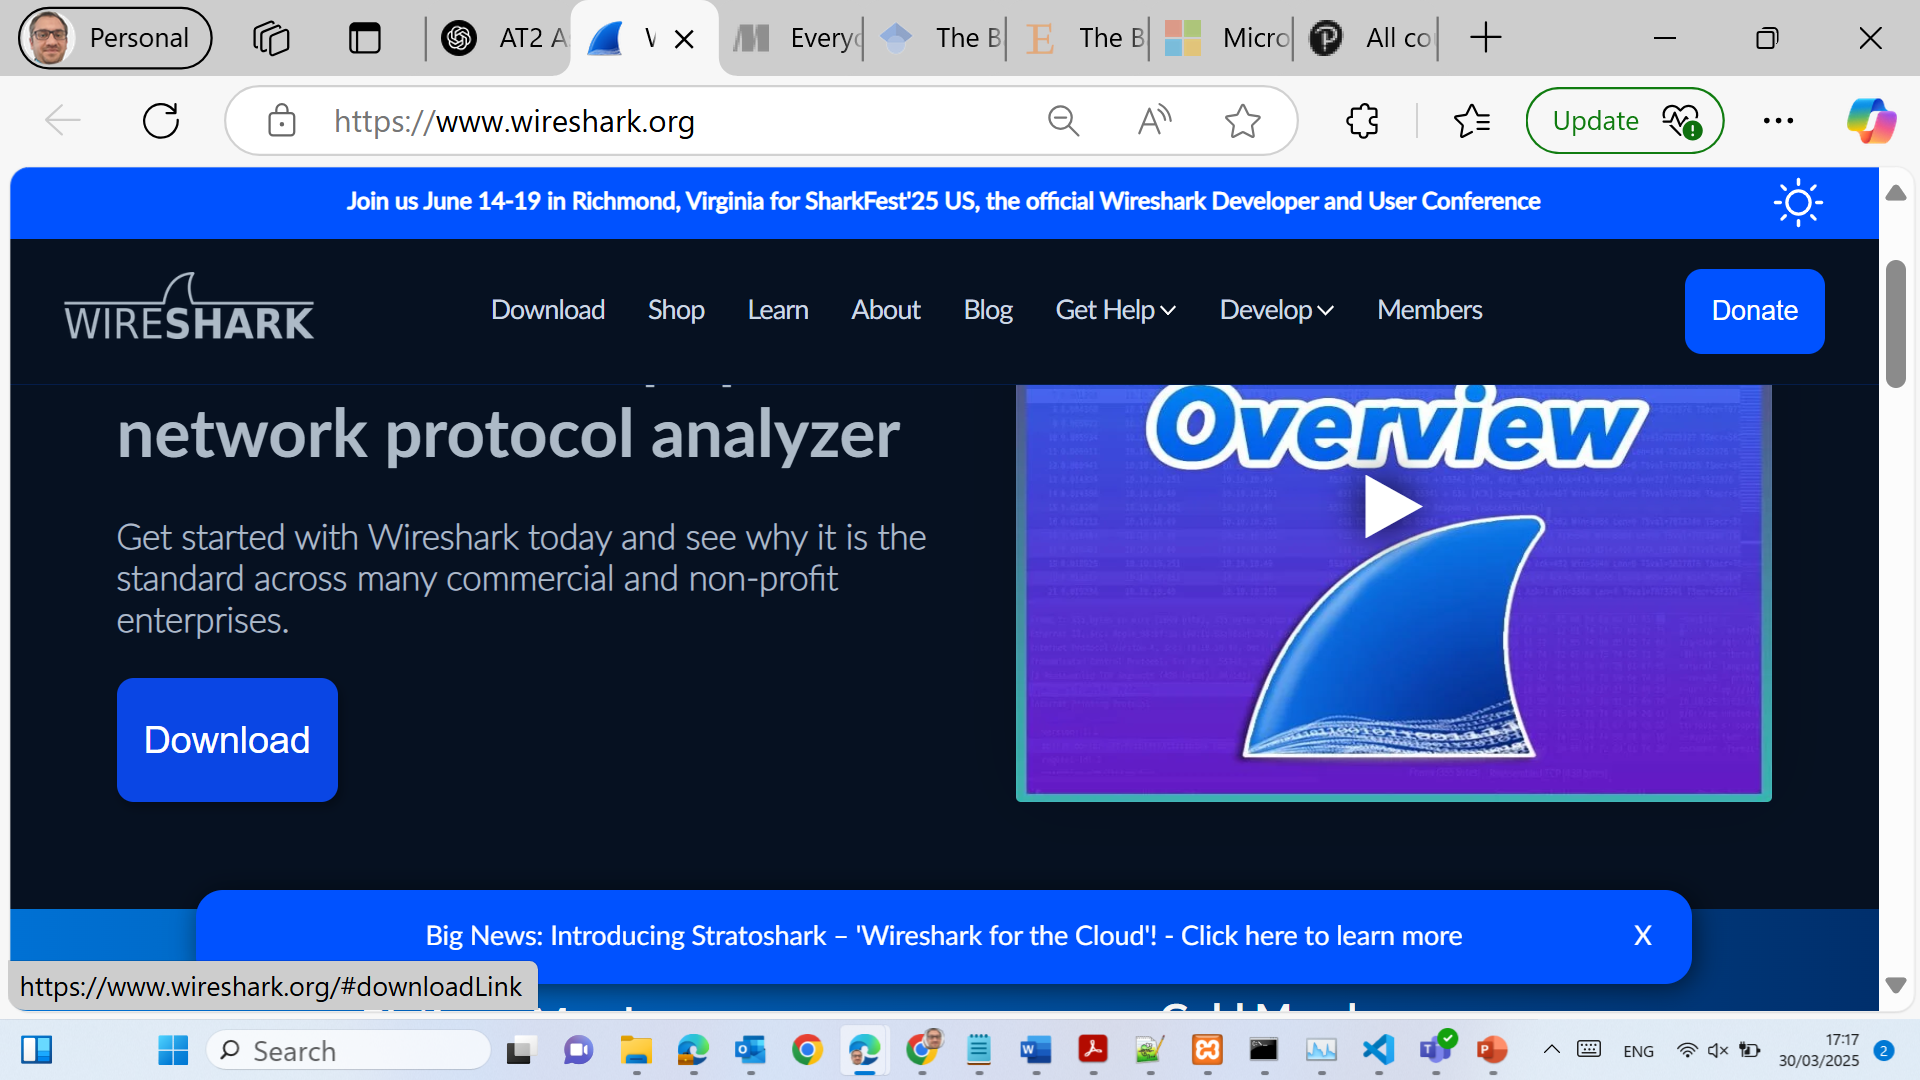 Personal
AT2 A
W
Everyo
The B
The B
Micro
All co
https://www.wireshark.org
Update
Join us June 14-19 in Richmond, Virginia for SharkFest'25 US, the official Wireshark Developer and User Conference
WIRESHARK
Download
Shop
Learn
About
Blog
Get Help
Develop
Members
Donate
network protocol analyzer
Overview
Get started with Wireshark today and see why it is the
standard across many commercial and non-profit
enterprises.
Download
Big News: Introducing Stratoshark – 'Wireshark for the Cloud'! - Click here to learn more
X
https://www.wireshark.org/#downloadLink
Search
ENG
17:17
30/03/2025
2